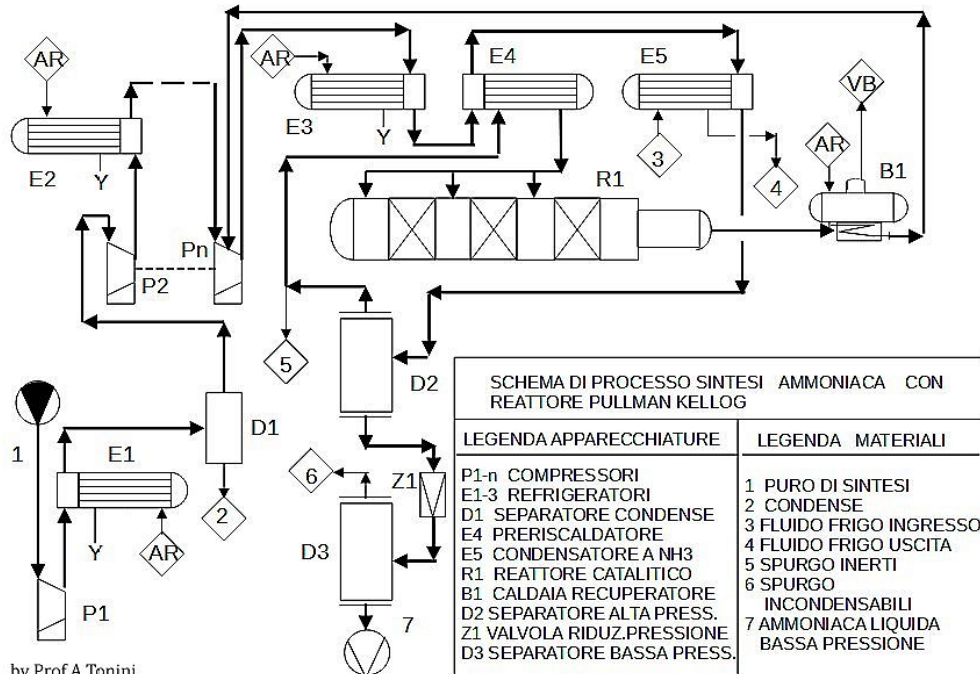 AR
E2
Y
P2
Pn
AR
E3
Y
E4
E5
3
4
R1
VB
AR
B1
1
P1
E1
Y
AR
D1
2
5
D2
Z1
6
D3
7
SCHEMA DI PROCESSO SINTESI AMMONIACA CON
REATTORE PULLMAN KELLOG
LEGENDA APPARECCHIATURE
P1-n COMPRESSORI
E1-3 REFRIGERATORI
D1 SEPARATORE CONDENSE
E4 PRERISCALDATORE
E5 CONDENSATORE A NH3
R1 REATTORE CATALITICO
B1 CALDAIA RECUPERATORE
D2 SEPARATORE ALTA PRESS.
Z1 VALVOLA RIDUZ.PRESSIONE
D3 SEPARATORE BASSA PRESS.
LEGENDA MATERIALI
1 PURO DI SINTESI
2 CONDENSE
3 FLUIDO FRIGO INGRESSO
4 FLUIDO FRIGO USCITA
5 SPURGO INERTI
6 SPURGO
INCONDENSABILI
7 AMMONIACA LIQUIDA
BASSA PRESSIONE
by Prof A Tonini